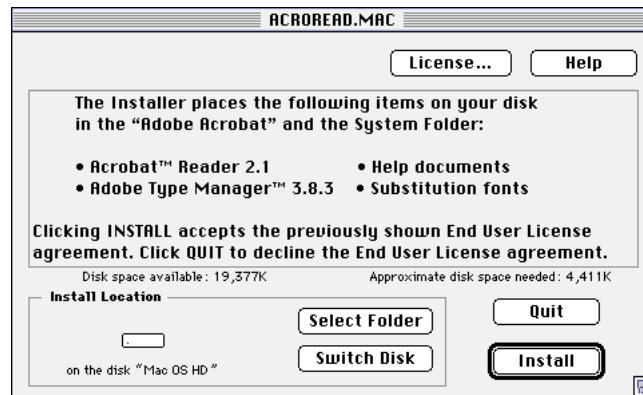 ACROREAD.MAC
License... Help
The Installer places the following items on your disk
in the “Adobe Acrobat” and the System Folder:
• Acrobat™ Reader 2.1 • Help documents
• Adobe Type Manager™ 3.8.3 • Substitution fonts
Clicking INSTALL accepts the previously shown End User License
agreement. Click QUIT to decline the End User License agreement.
Disk space available: 19,377K Approximate disk space needed: 4,411K
Install Location
Select Folder
Quit
.
Switch Disk
Install
on the disk “Mac OS HD”